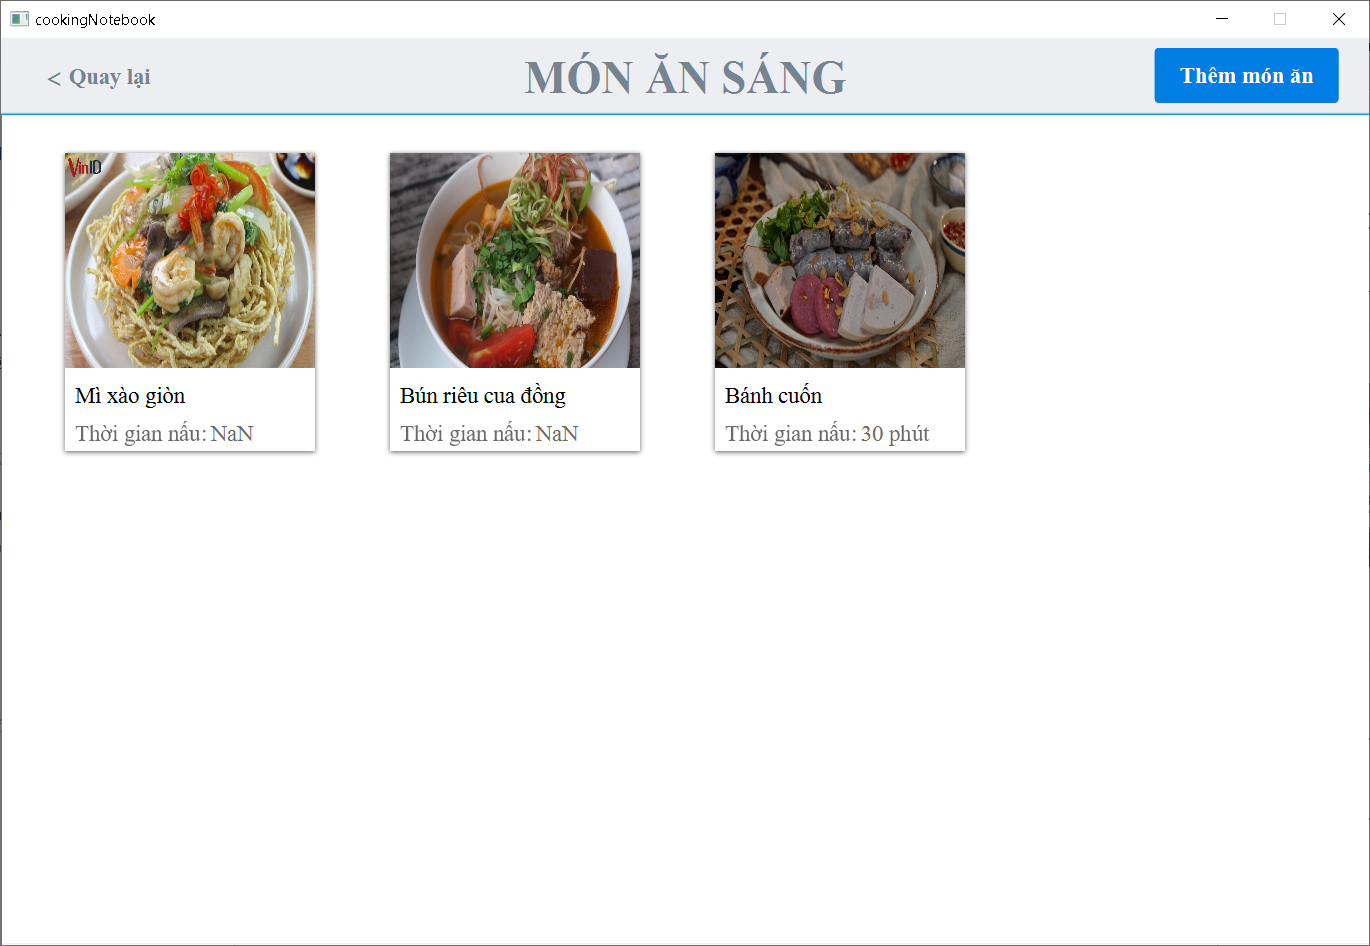 cookingNotebook
< Quay lại
MÓN ĂN SÁNG
Thêm món ăn
VinID
Mì xào giòn
Thời gian nấu: NaN
Bún riêu cua đồng
Thời gian nấu: NaN
Bánh cuốn
Thời gian nấu: 30 phút